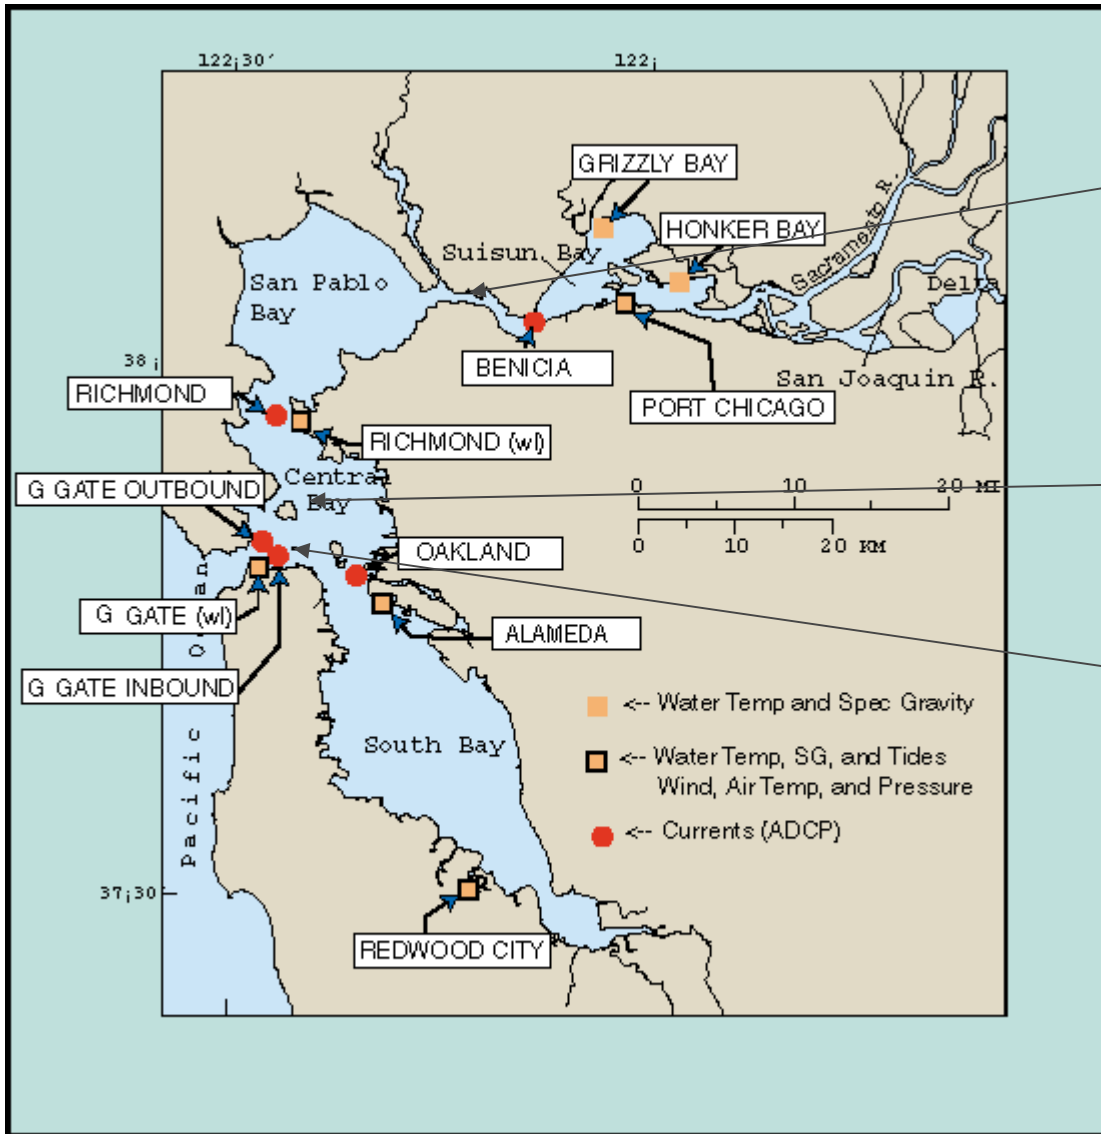 122¡30′
122¡
GRIZZLY BAY
HONKER BAY
Suisun
Bay
Sacramento R.
San Pablo
Bay
Delta
BENICIA
38¡
San Joaquin R.
RICHMOND
PORT CHICAGO
RICHMOND (wl)
Central
Bay
G GATE OUTBOUND
0 10 20 MI
0 10 20 KM
OAKLAND
G GATE (wl)
ALAMEDA
G GATE INBOUND
Pacific Ocean
South Bay
<-- Water Temp and Spec Gravity
<-- Water Temp, SG, and Tides
Wind, Air Temp, and Pressure
<-- Currents (ADCP)
37¡30
REDWOOD CITY